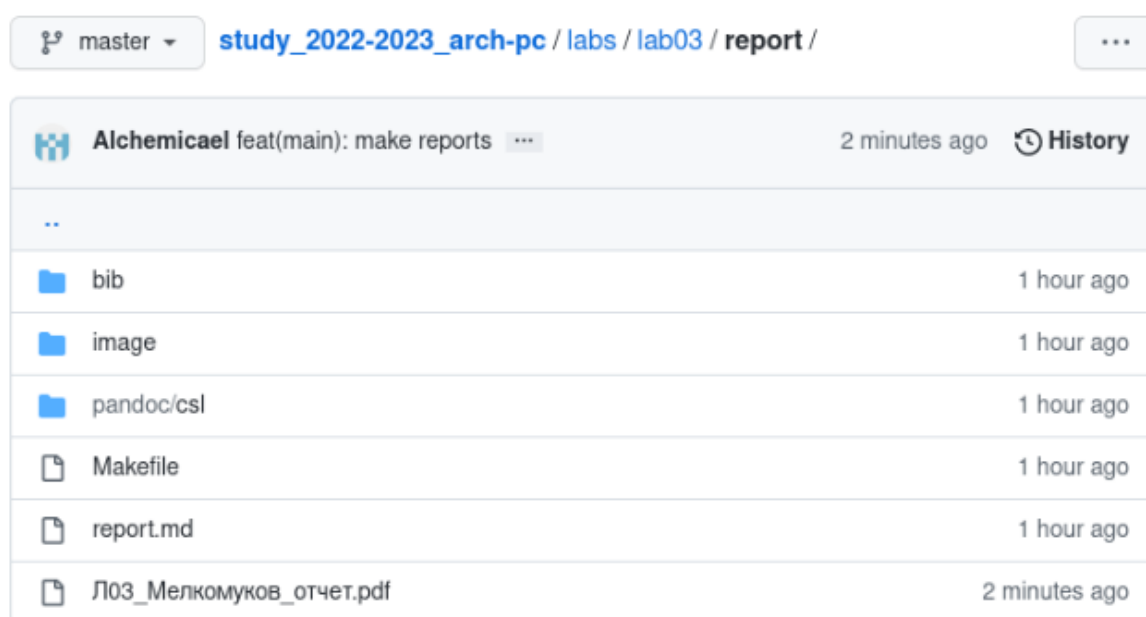 master study_2022-2023_arch-pc / labs / lab03 / report / ...
Alchemicael feat(main): make reports ... 2 minutes ago History
..
bib 1 hour ago
image 1 hour ago
pandoc/csl 1 hour ago
Makefile 1 hour ago
report.md 1 hour ago
Л03_Мелкомуков_отчет.pdf 2 minutes ago